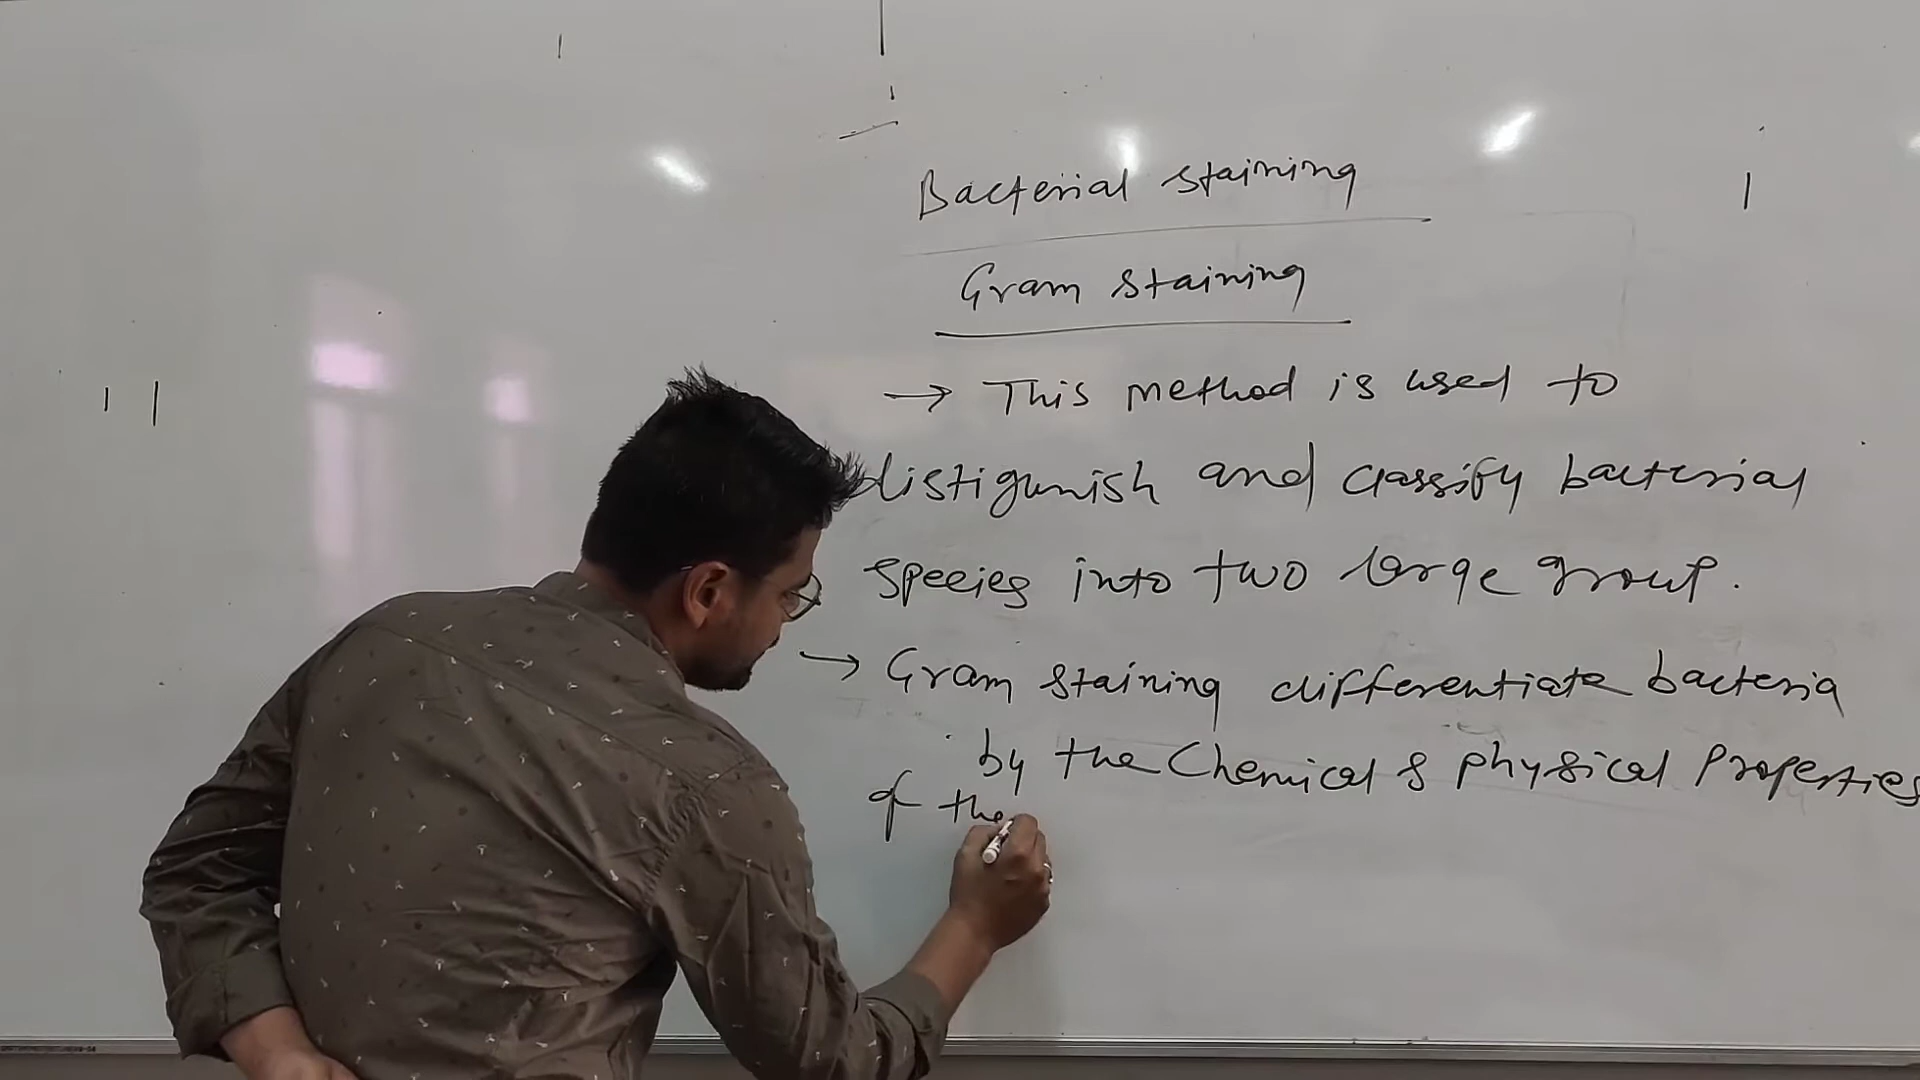 Bacterial staining
Gram staining
→ This method is used to
distigunish and classify bacterial
species into two large group.
→ Gram staining differentiate bacteria
by the Chemical & physical Properties
of the